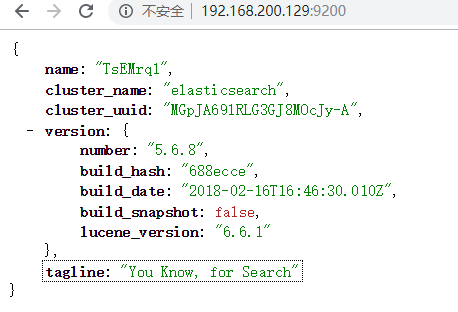 不安全 | 192.168.200.129:9200
{
name: "TsEMrq1",
cluster_name: "elasticsearch",
cluster_uuid: "MGpJA691RLG3GJ8MOcJy-A",
- version: {
number: "5.6.8",
build_hash: "688ecce",
build_date: "2018-02-16T16:46:30.010Z",
build_snapshot: false,
lucene_version: "6.6.1"
},
tagline: "You Know, for Search"
}